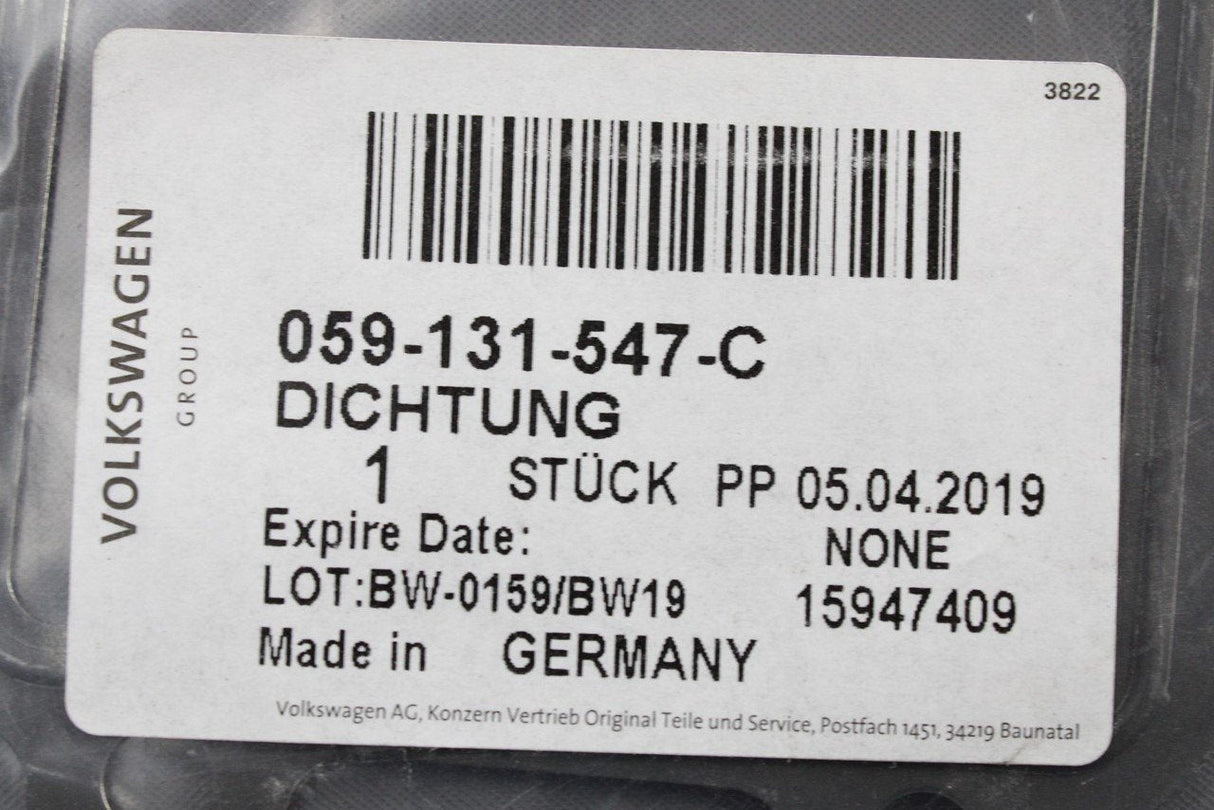 3822
VOLKSWAGEN
GROUP
059-131-547-C
DICHTUNG
1 STÜCK PP 05.04.2019
Expire Date: NONE
LOT:BW-0159/BW19 15947409
Made in GERMANY
Volkswagen AG, Konzern Vertrieb Original Teile und Service, Postfach 1451, 34219 Baunatal